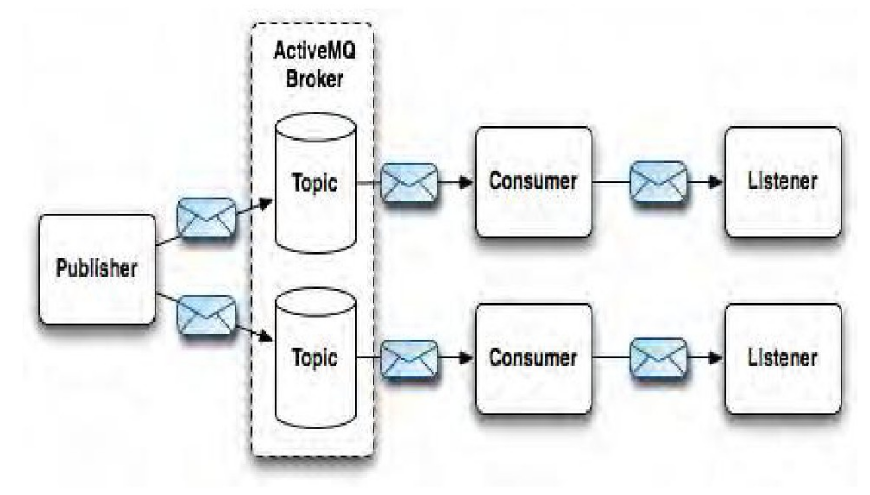 ActiveMQ
Broker
Topic
Consumer
Listener
Publisher
Topic
Consumer
Listener